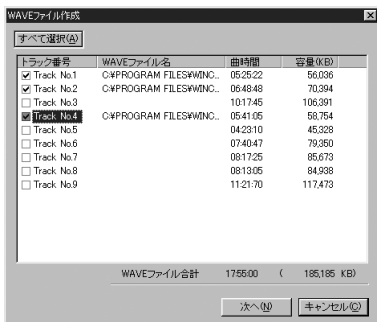 WAVEファイル作成
すべて選択(A)
トラック番号 WAVEファイル名 曲時間 容量(KB)
Track No.1 C:¥PROGRAM FILES¥WINC... 05:25:22 56,036
Track No.2 C:¥PROGRAM FILES¥WINC... 06:48:48 70,394
Track No.3 10:17:45 106,391
Track No.4 C:¥PROGRAM FILES¥WINC... 05:41:05 58,754
Track No.5 04:23:10 45,328
Track No.6 07:40:47 79,350
Track No.7 08:17:25 85,673
Track No.8 08:13:05 84,938
Track No.9 11:21:70 117,473
WAVEファイル合計 17:55:00 ( 185,185 KB)
次へ(N) キャンセル(C)